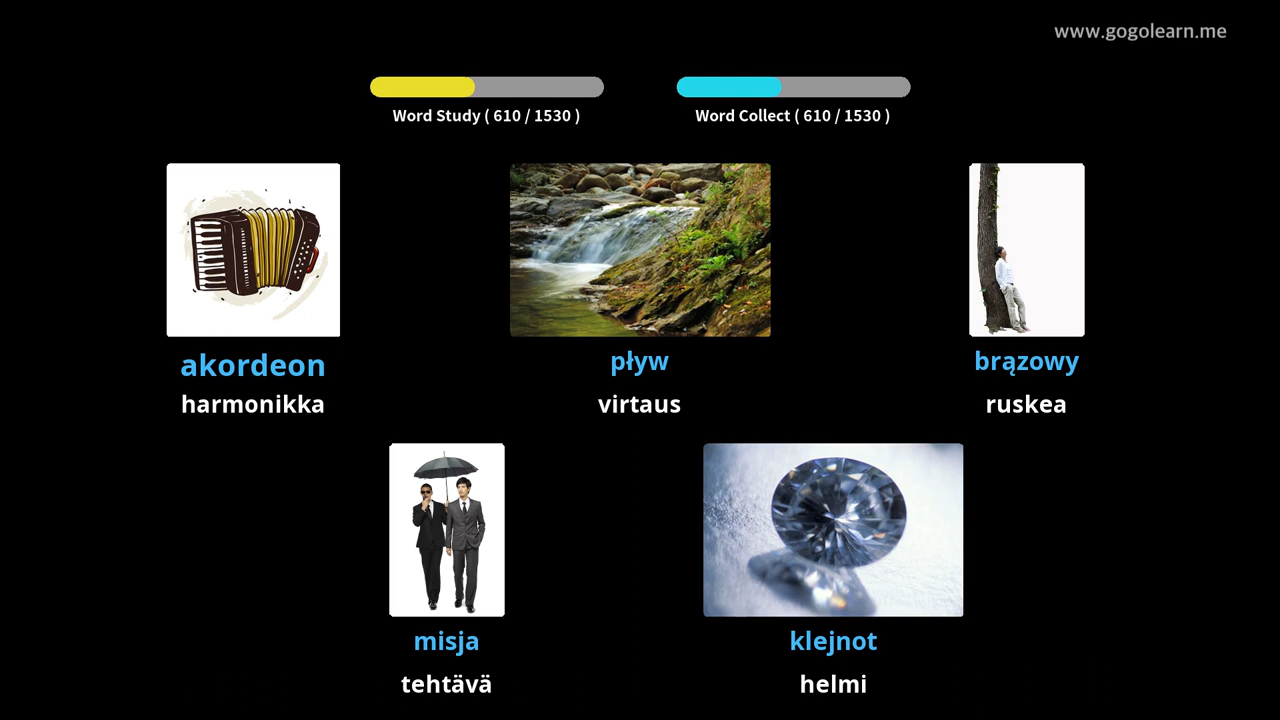 www.gogolearn.me
Word Study ( 610 / 1530 )
Word Collect ( 610 / 1530 )
akordeon
harmonikka
pływ
virtaus
brązowy
ruskea
misja
tehtävä
klejnot
helmi